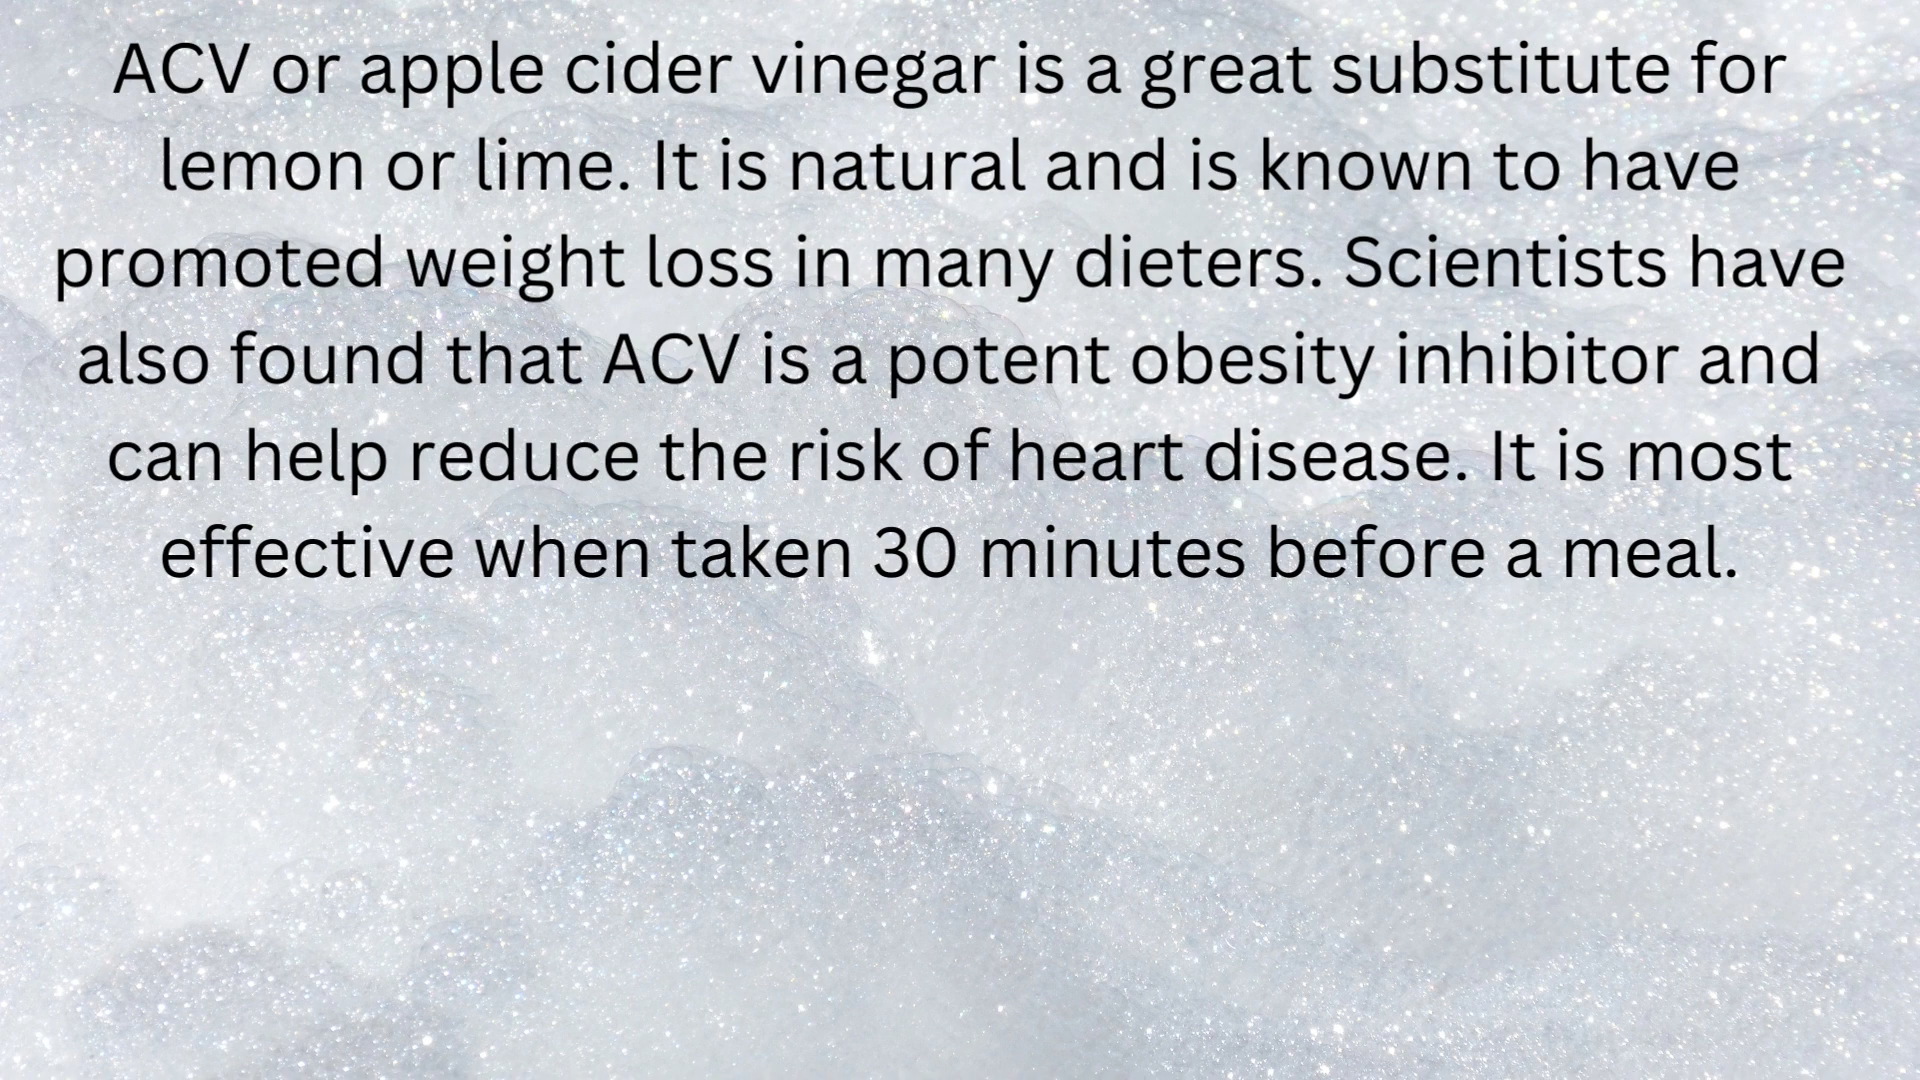 ACV or apple cider vinegar is a great substitute for
lemon or lime. It is natural and is known to have
promoted weight loss in many dieters. Scientists have
also found that ACV is a potent obesity inhibitor and
can help reduce the risk of heart disease. It is most
effective when taken 30 minutes before a meal.